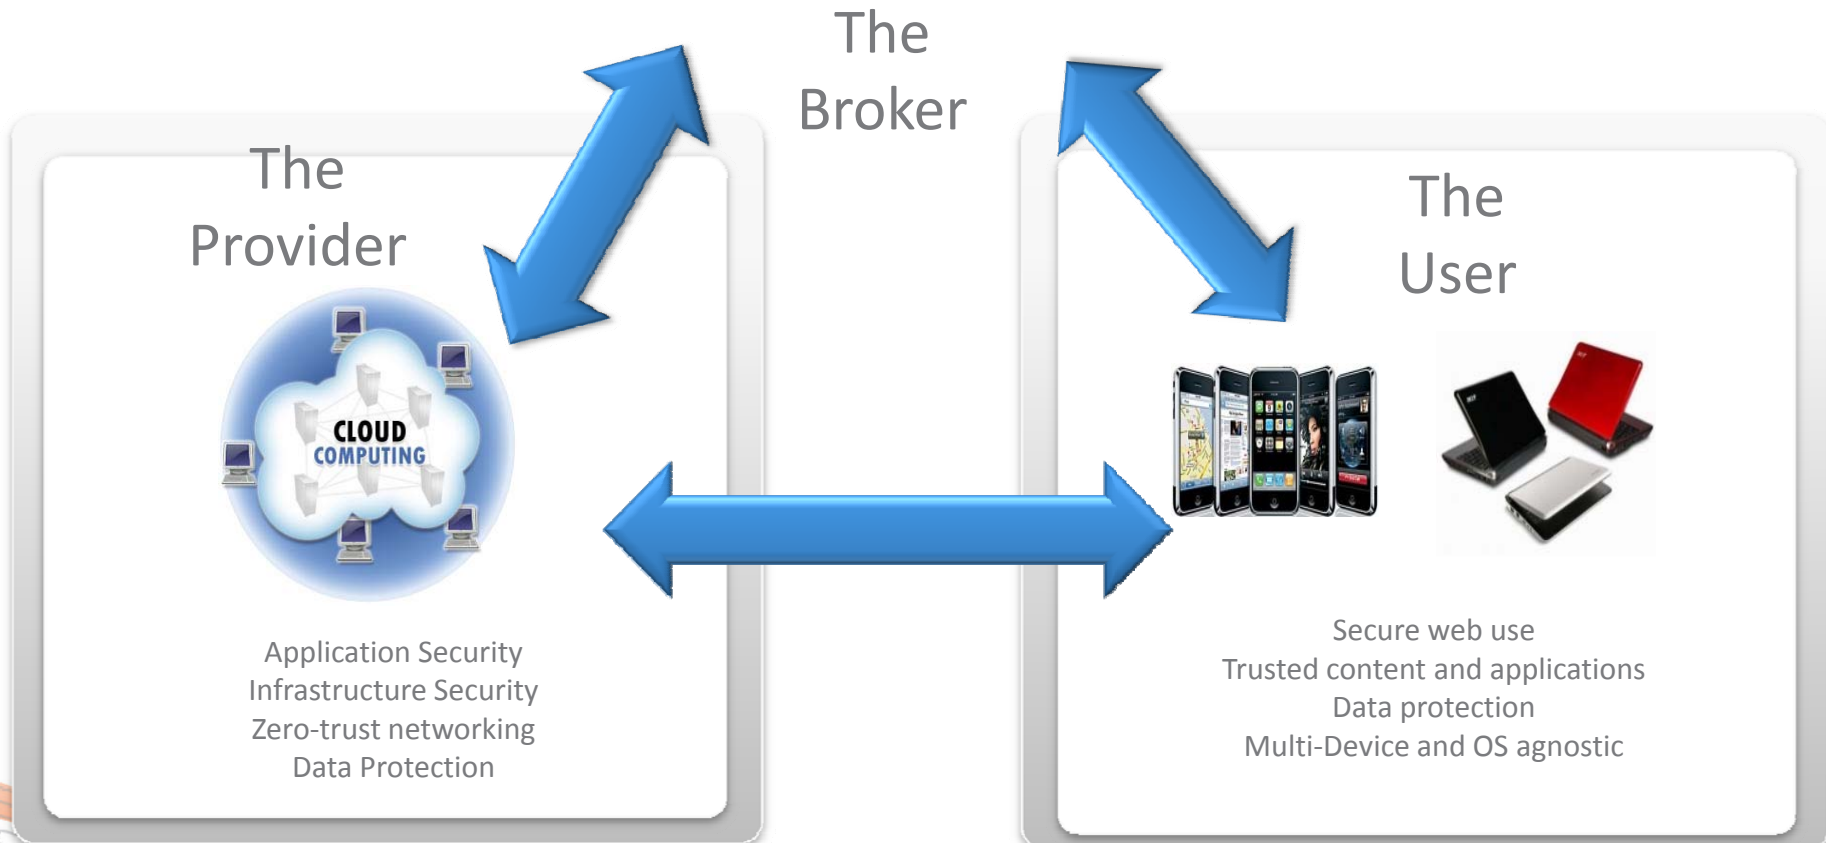 The
Broker
The
Provider
The
User
CLOUD
COMPUTING
Application Security
Infrastructure Security
Zero-trust networking
Data Protection
Secure web use
Trusted content and applications
Data protection
Multi-Device and OS agnostic